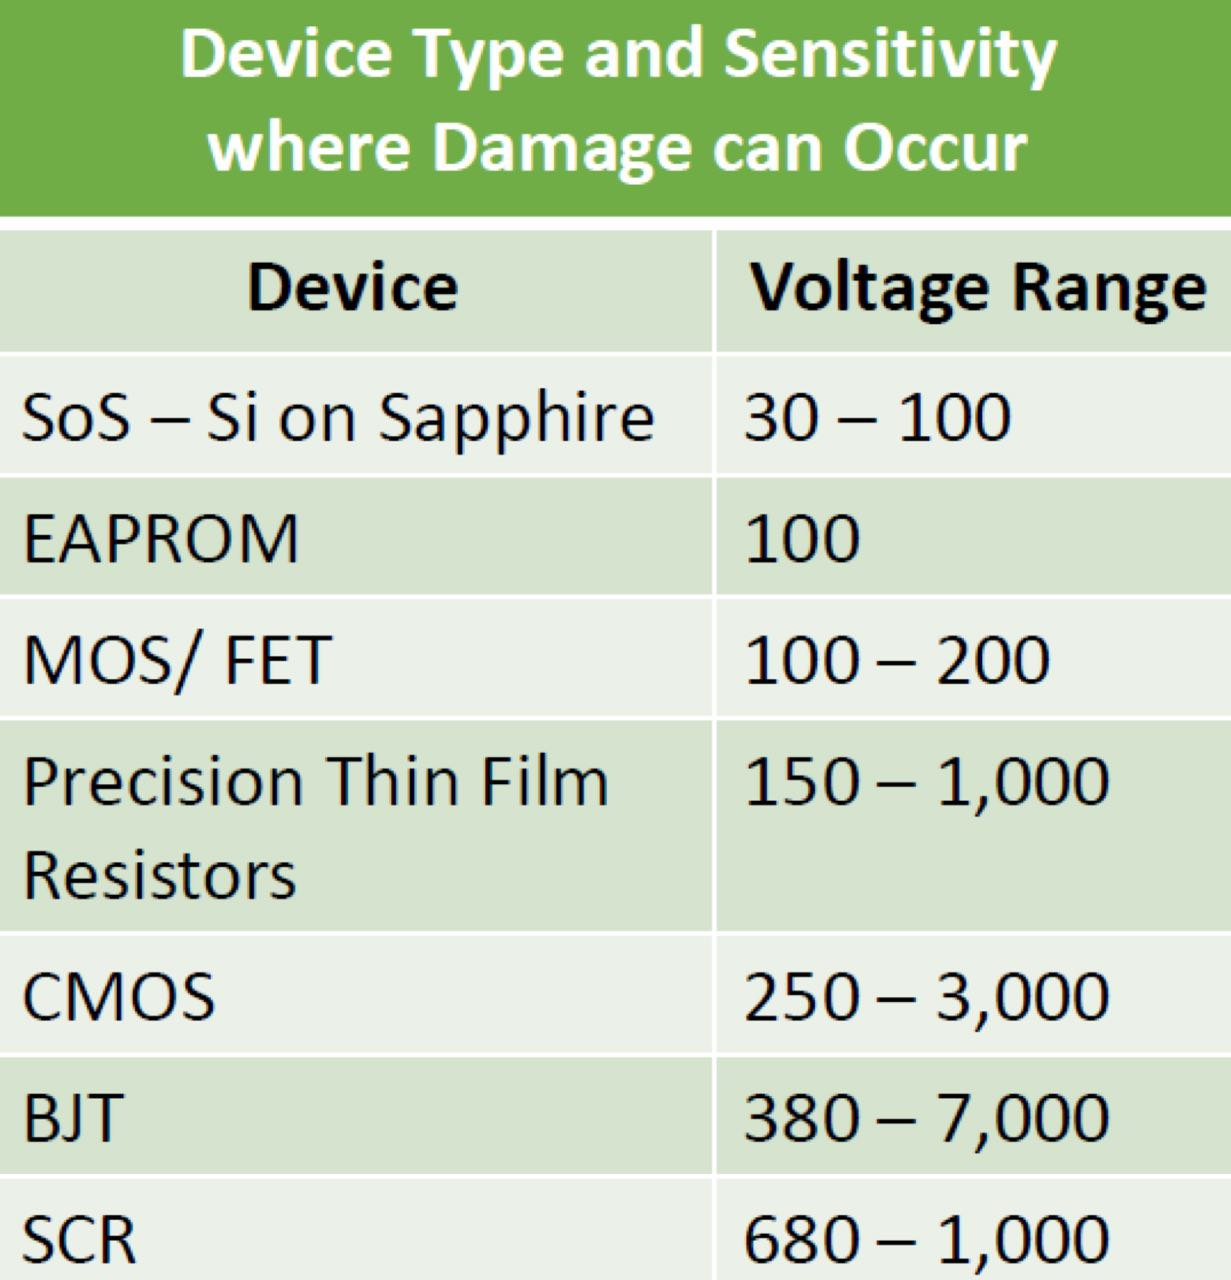 Device Type and Sensitivity
where Damage can Occur
Device Voltage Range
SoS – Si on Sapphire 30 – 100
EAPROM 100
MOS/ FET 100 – 200
Precision Thin Film 150 – 1,000
Resistors
CMOS 250 – 3,000
BJT 380 – 7,000
SCR 680 – 1,000